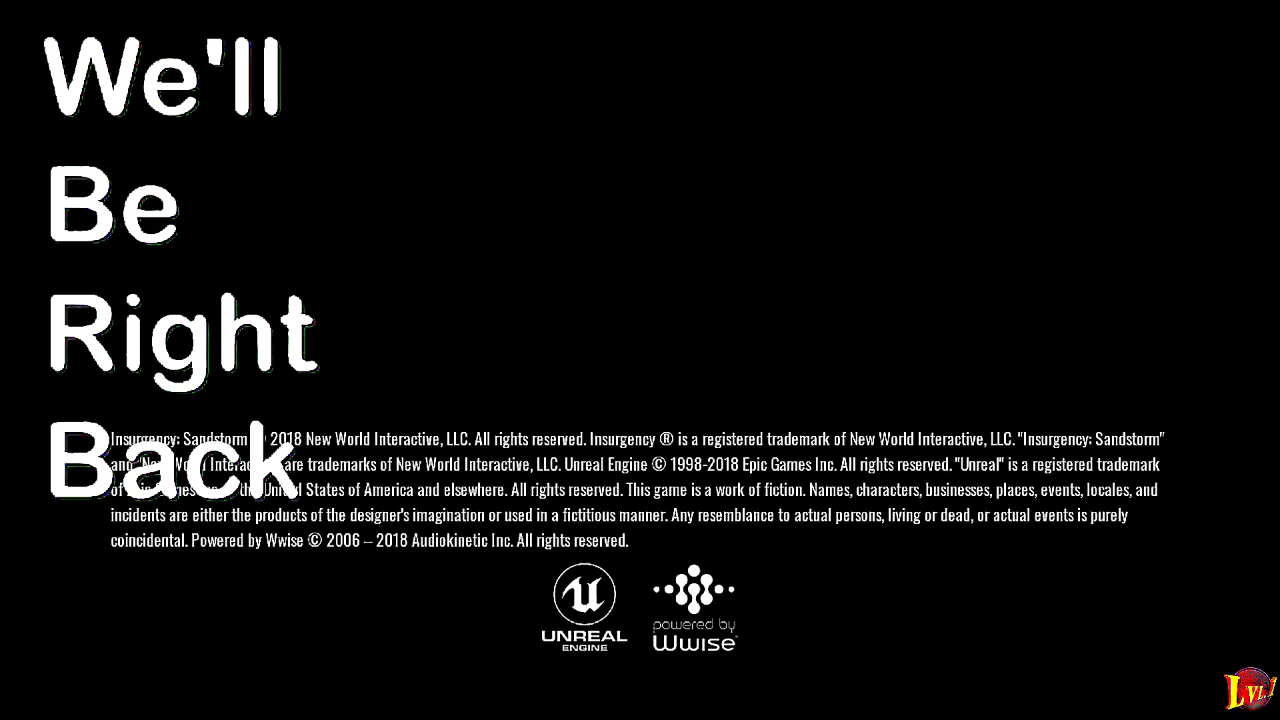 We'll
Be
Right
Back
Insurgency: Sandstorm 2018 New World Interactive, LLC. All rights reserved. Insurgency ® is a registered trademark of New World Interactive, LLC. "Insurgency: Sandstorm"
are trademarks of New World Interactive, LLC. Unreal Engine © 1998-2018 Epic Games Inc. All rights reserved. "Unreal" is a registered trademark
States of America and elsewhere. All rights reserved. This game is a work of fiction. Names, characters, businesses, places, events, locales, and
incidents are either the products of the designer's imagination or used in a fictitious manner. Any resemblance to actual persons, living or dead, or actual events is purely
coincidental. Powered by Wwise © 2006 – 2018 Audiokinetic Inc. All rights reserved.
UNREAL
ENGINE
powered by
Wwise
LVL!